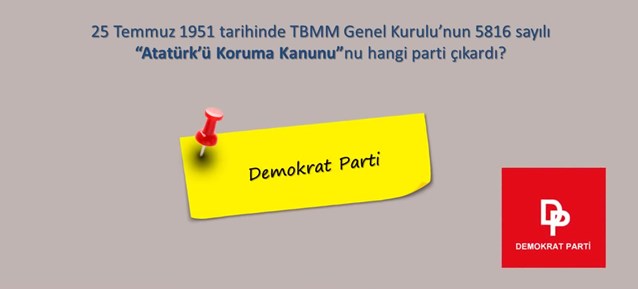 25 Temmuz 1951 tarihinde TBMM Genel Kurulu’nun 5816 sayılı
“Atatürk’ü Koruma Kanunu”nu hangi parti çıkardı?
Demokrat Parti
DP
DEMOKRAT PARTİ